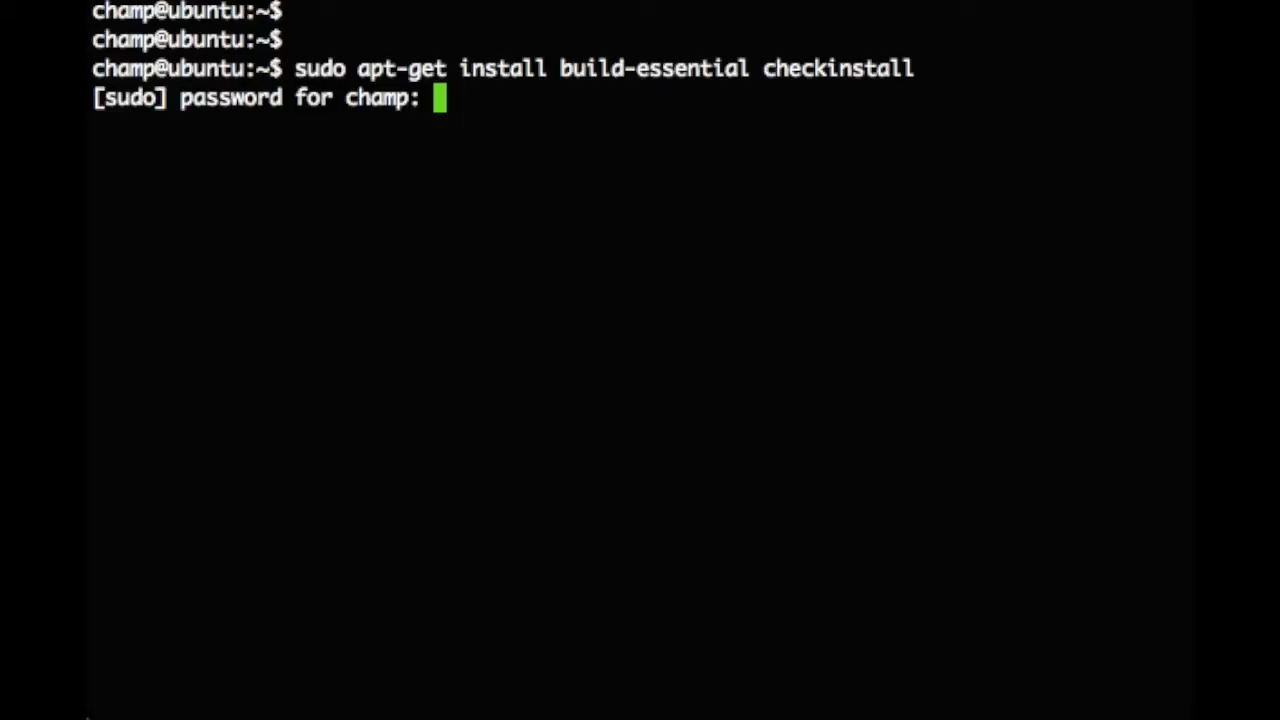 champ@ubuntu:~$
champ@ubuntu:~$
champ@ubuntu:~$ sudo apt-get install build-essential checkinstall
[sudo] password for champ: